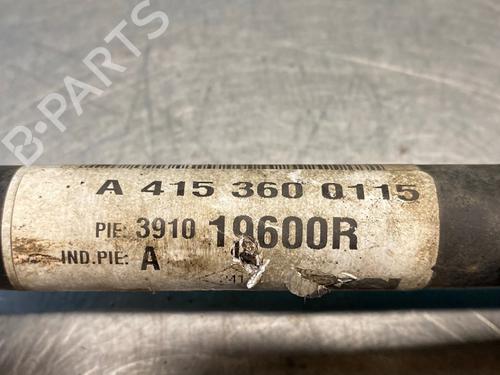 B-PARTS
A 415 360 0115
PIE: 3910 19600R
IND.PIE: A